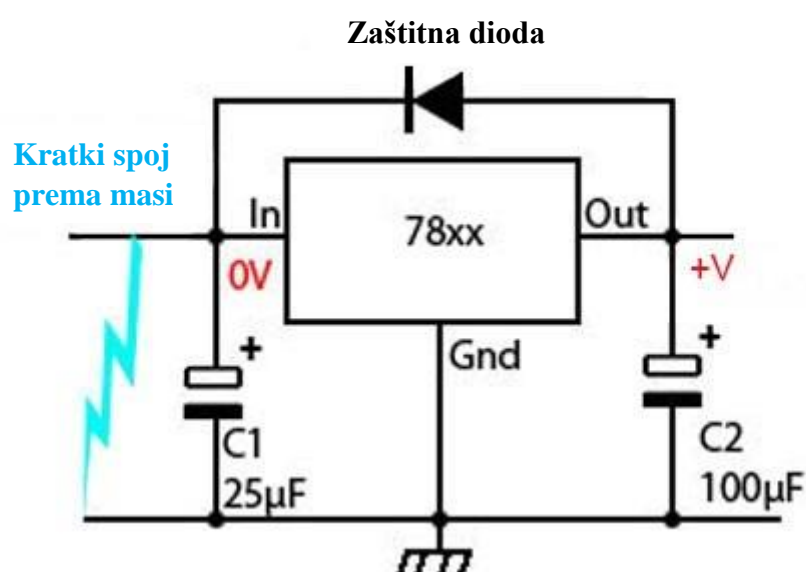 Zaštitna dioda
Kratki spoj
prema masi
In
78xx
Out
0V
+V
+
Gnd
+
C1
25µF
C2
100µF